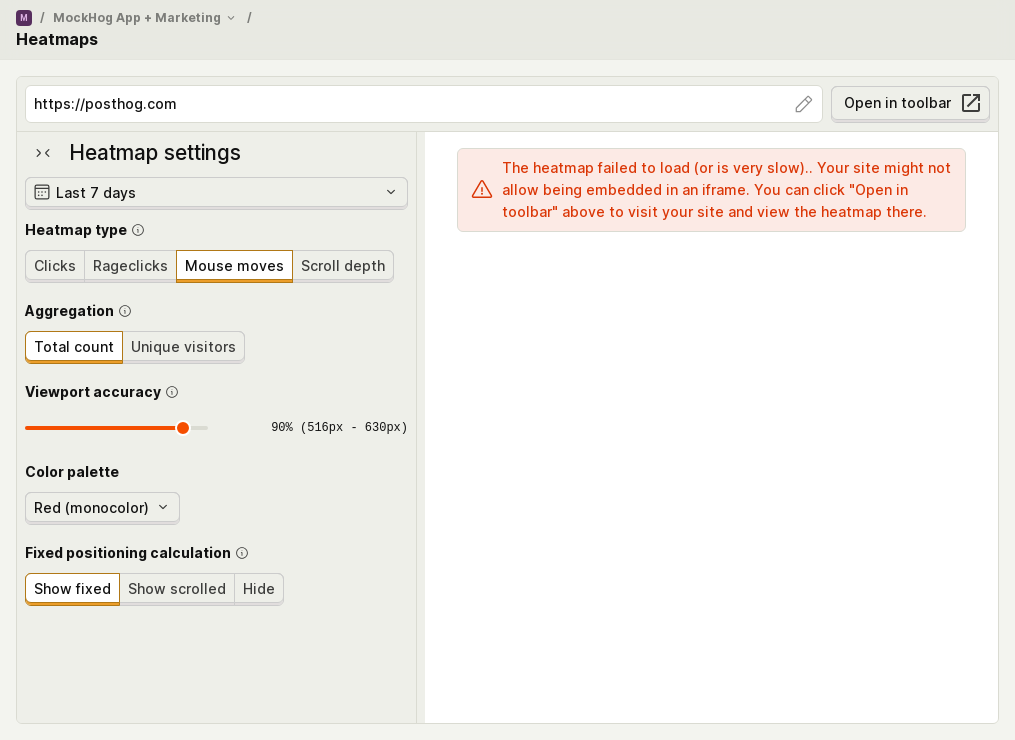 M / MockHog App + Marketing /
Heatmaps
https://posthog.com
Open in toolbar
Heatmap settings
Last 7 days
Heatmap type
Clicks Rageclicks Mouse moves Scroll depth
Aggregation
Total count Unique visitors
Viewport accuracy
90% (516px - 630px)
Color palette
Red (monocolor)
Fixed positioning calculation
Show fixed Show scrolled Hide
The heatmap failed to load (or is very slow).. Your site might not
allow being embedded in an iframe. You can click "Open in
toolbar" above to visit your site and view the heatmap there.